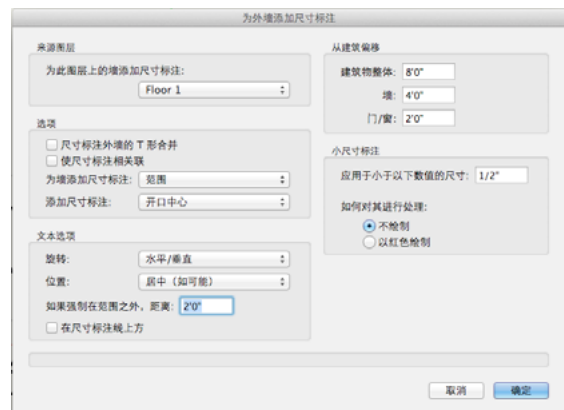 为外墙添加尺寸标注
来源图层
为此图层上的墙添加尺寸标注:
Floor 1
选项
尺寸标注外墙的 T 形合并
使尺寸标注相关联
为墙添加尺寸标注: 范围
添加尺寸标注: 开口中心
文本选项
旋转: 水平/垂直
位置: 居中（如可能）
如果强制在范围之外，距离: 2'0"
在尺寸标注线上方
从建筑偏移
建筑物整体: 8'0"
墙: 4'0"
门/窗: 2'0"
小尺寸标注
应用于小于以下数值的尺寸: 1/2"
如何对其进行处理:
不绘制
以红色绘制
取消
确定